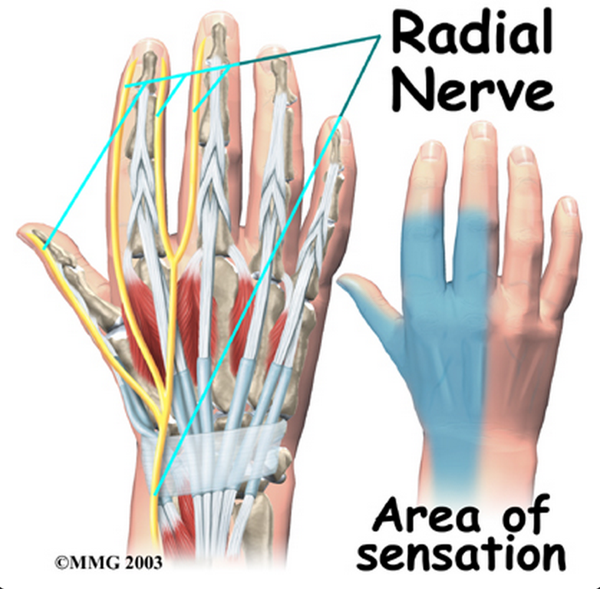 Radial
Nerve
Area of
sensation
©MMG 2003